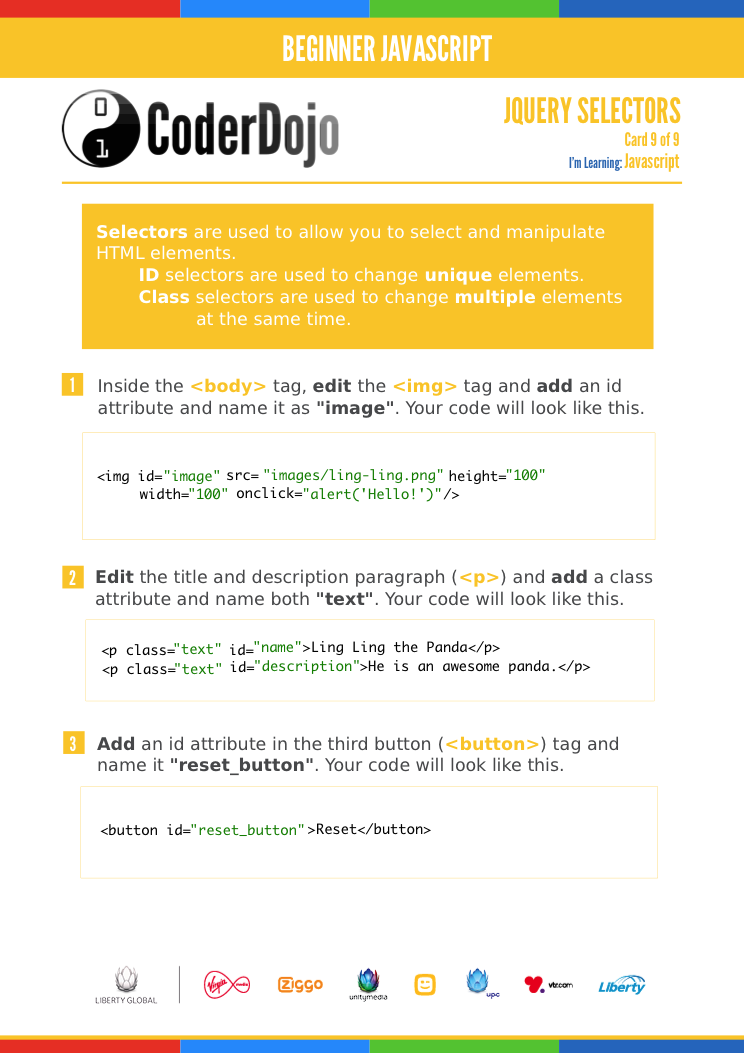 BEGINNER JAVASCRIPT
01 CoderDojo
JQUERY SELECTORS
Card 9 of 9
I'm Learning: Javascript
Selectors are used to allow you to select and manipulate
HTML elements.
ID selectors are used to change unique elements.
Class selectors are used to change multiple elements
at the same time.
1 Inside the <body> tag, edit the <img> tag and add an id
attribute and name it as "image". Your code will look like this.
<img id="image" src= "images/ling-ling.png" height="100"
width="100" onclick="alert('Hello!')"/>
2 Edit the title and description paragraph (<p>) and add a class
attribute and name both "text". Your code will look like this.
<p class="text" id="name">Ling Ling the Panda</p>
<p class="text" id="description">He is an awesome panda.</p>
3 Add an id attribute in the third button (<button>) tag and
name it "reset_button". Your code will look like this.
<button id="reset_button" >Reset</button>
LIBERTY GLOBAL Virgin media Ziggo unitymedia upc vtr.com Liberty